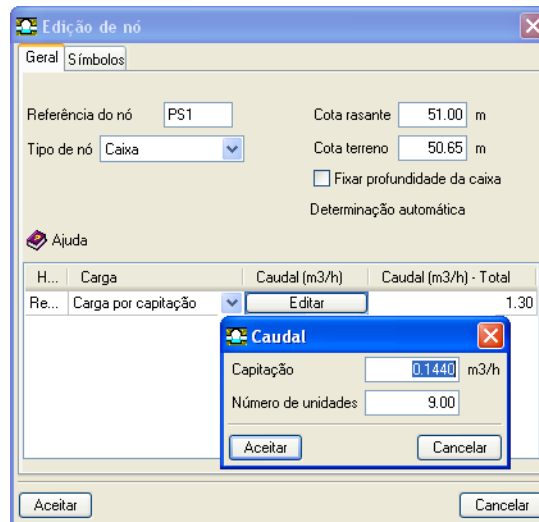 Edição de nó
Geral Símbolos
Referência do nó PS1 Cota rasante 51.00 m
Tipo de nó Caixa Cota terreno 50.65 m
Fixar profundidade da caixa
Determinação automática
Ajuda
H... Carga Caudal (m3/h) Caudal (m3/h) - Total
Re... Carga por capitação Editar 1.30
Caudal
Capitação 0.1440 m3/h
Número de unidades 9.00
Aceitar Cancelar
Aceitar Cancelar